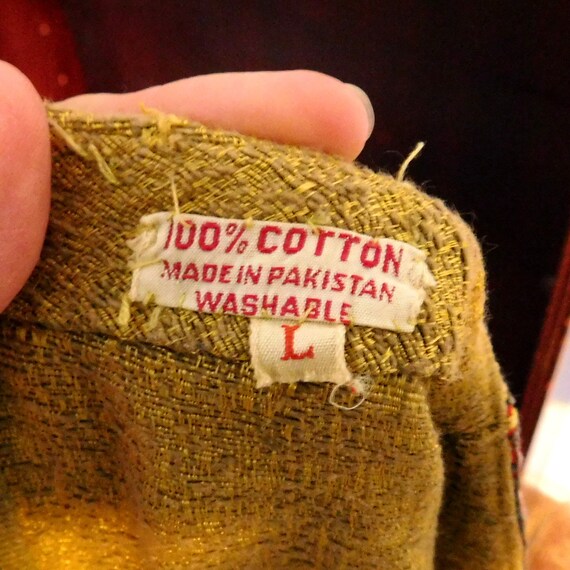 100% COTTON
MADE IN PAKISTAN
WASHABLE
L